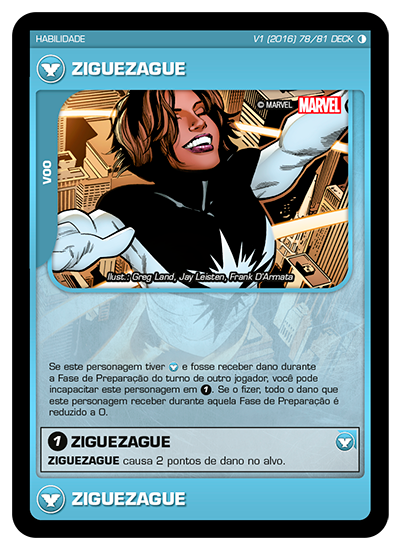 HABILIDADE
V1 (2016) 78/81 DECK
ZIGUEZAGUE
VOO
© MARVEL MARVEL
Ilust.: Greg Land, Jay Leisten, Frank D'Armata
Se este personagem tiver e fosse receber dano durante
a Fase de Preparação do turno de outro jogador, você pode
incapacitar este personagem em 1. Se o fizer, todo o dano que
este personagem receber durante aquela Fase de Preparação é
reduzido a 0.
1 ZIGUEZAGUE
ZIGUEZAGUE causa 2 pontos de dano no alvo.
ZIGUEZAGUE